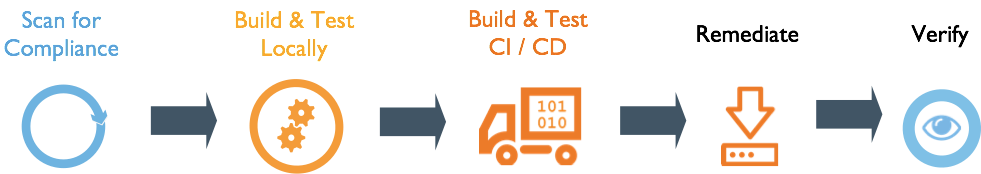 Scan for
Compliance
Build & Test
Locally
Build & Test
CI / CD
101
010
Remediate
Verify